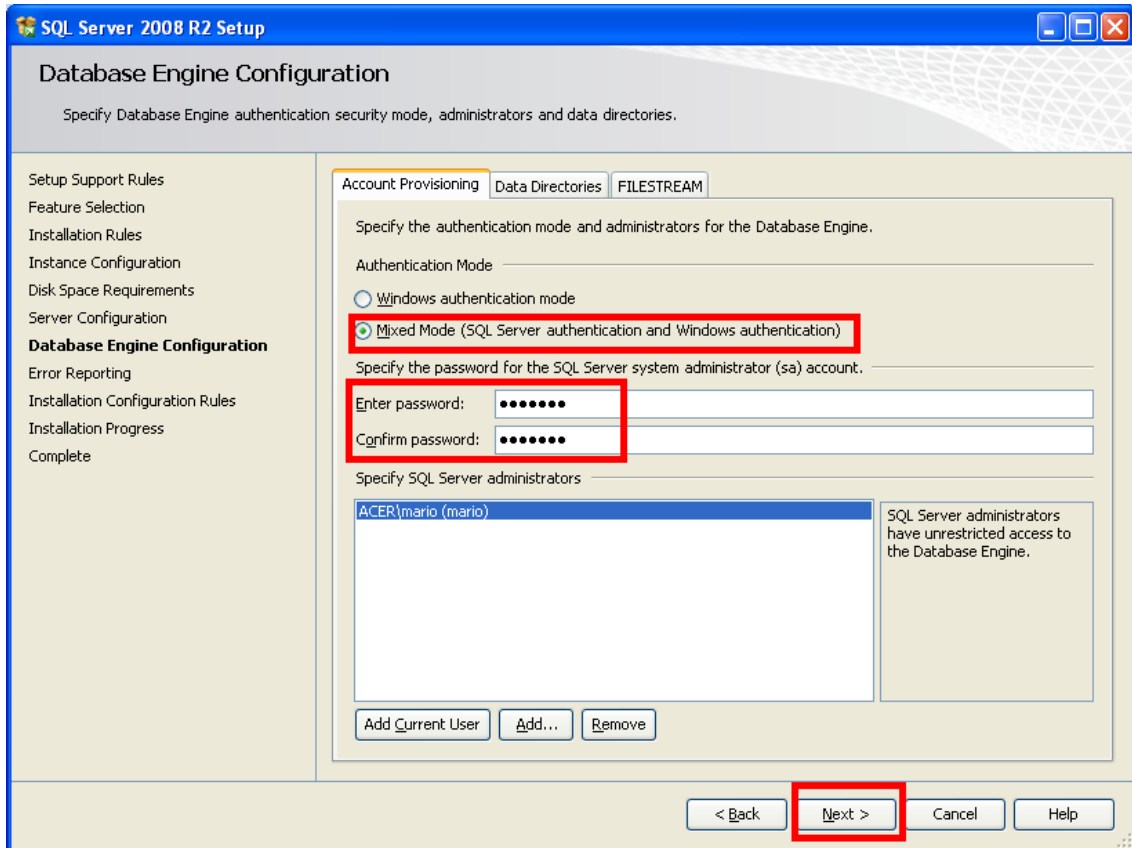 SQL Server 2008 R2 Setup
Database Engine Configuration
Specify Database Engine authentication security mode, administrators and data directories.
Setup Support Rules
Feature Selection
Installation Rules
Instance Configuration
Disk Space Requirements
Server Configuration
Database Engine Configuration
Error Reporting
Installation Configuration Rules
Installation Progress
Complete
Account Provisioning Data Directories FILESTREAM
Specify the authentication mode and administrators for the Database Engine.
Authentication Mode
Windows authentication mode
Mixed Mode (SQL Server authentication and Windows authentication)
Specify the password for the SQL Server system administrator (sa) account.
Enter password: •••••••
Confirm password: •••••••
Specify SQL Server administrators
ACER\mario (mario)
SQL Server administrators
have unrestricted access to
the Database Engine.
Add Current User Add... Remove
< Back Next > Cancel Help